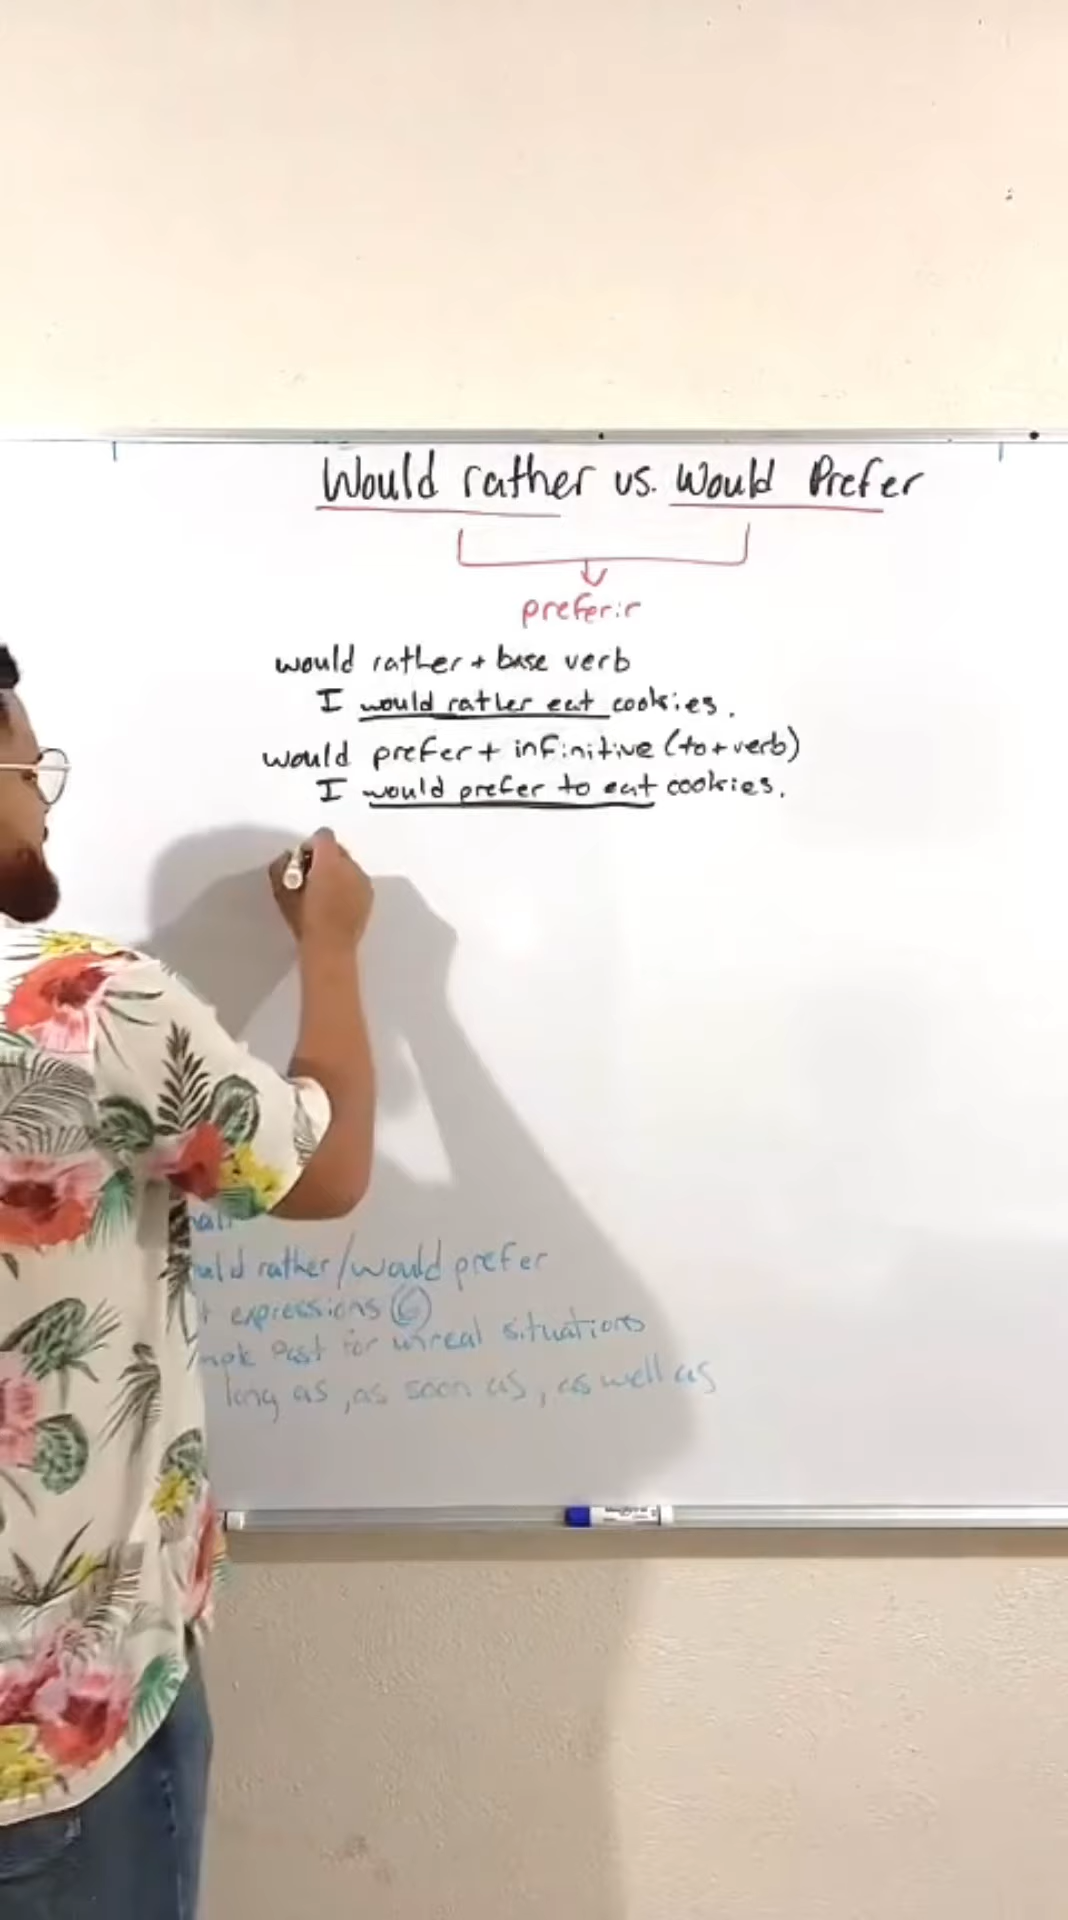 Would rather vs. Would Prefer
preferir
would rather + base verb
I would rather eat cookies.
would prefer + infinitive (to + verb)
I would prefer to eat cookies.
rather/would prefer
expressions 6
Past for unreal situations
long as, as soon as, as well as